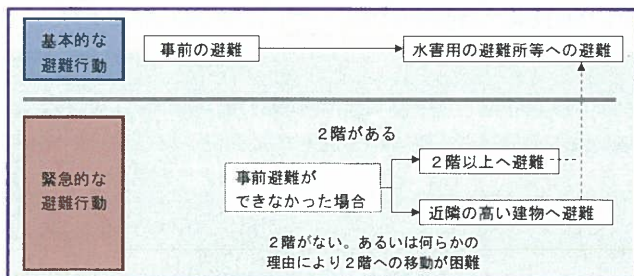 基本的な
避難行動
事前の避難
水害用の避難所等への避難
緊急的な
避難行動
2階がある
事前避難が
できなかった場合
2階以上へ避難
近隣の高い建物へ避難
2階がない。あるいは何らかの
理由により2階への移動が困難